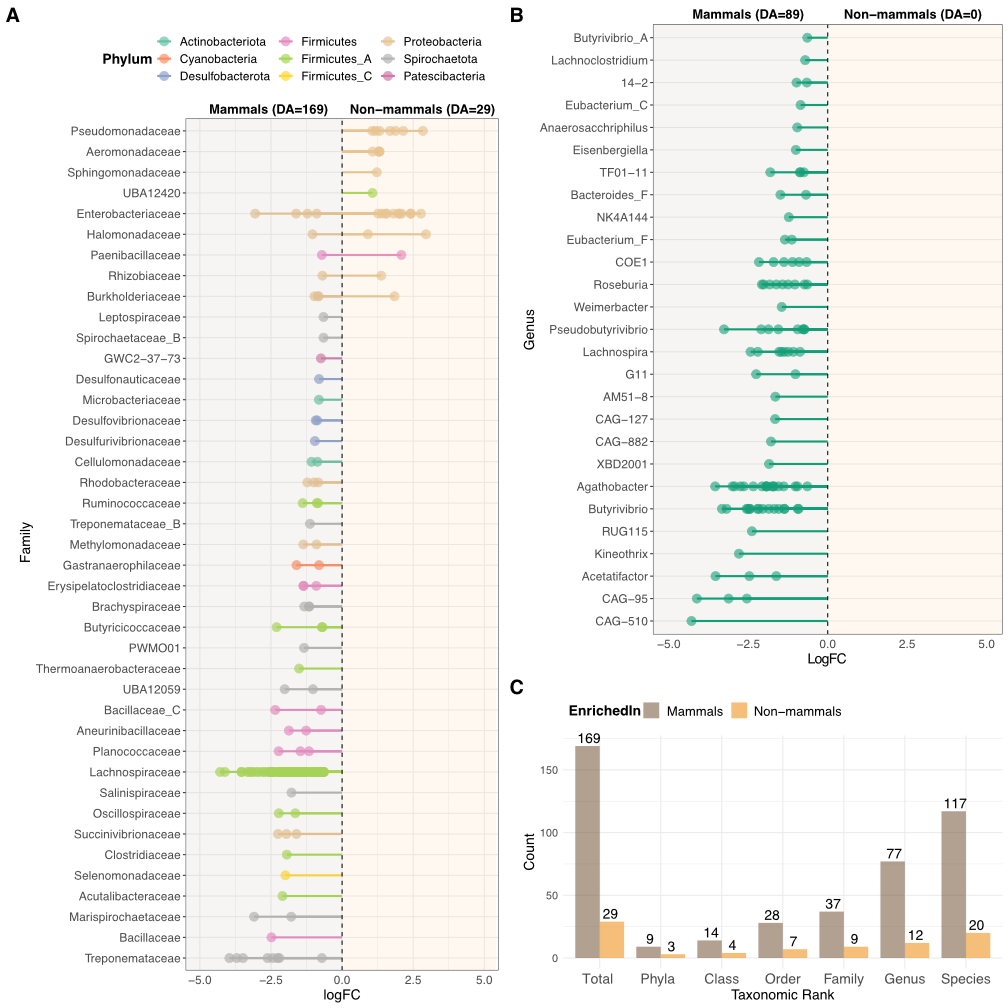 A
Phylum
Actinobacteriota
Cyanobacteria
Desulfobacterota
Firmicutes
Firmicutes_A
Firmicutes_C
Proteobacteria
Spirochaetota
Patescibacteria
Mammals (DA=169)
Non−mammals (DA=29)
Family
Pseudomonadaceae
Aeromonadaceae
Sphingomonadaceae
UBA12420
Enterobacteriaceae
Halomonadaceae
Paenibacillaceae
Rhizobiaceae
Burkholderiaceae
Leptospiraceae
Spirochaetaceae_B
GWC2−37−73
Desulfonauticaceae
Microbacteriaceae
Desulfovibrionaceae
Desulfurivibrionaceae
Cellulomonadaceae
Rhodobacteraceae
Ruminococcaceae
Treponemataceae_B
Methylomonadaceae
Gastranaerophilaceae
Erysipelatoclostridiaceae
Brachyspiraceae
Butyricicoccaceae
PWMO01
Thermoanaerobacteraceae
UBA12059
Bacillaceae_C
Aneurinibacillaceae
Planococcaceae
Lachnospiraceae
Salinispiraceae
Oscillospiraceae
Succinivibrionaceae
Clostridiaceae
Selenomonadaceae
Acutalibacteraceae
Marispirochaetaceae
Bacillaceae
Treponemataceae
−5.0 −2.5 0.0 2.5 5.0
logFC
B
Mammals (DA=89)
Non−mammals (DA=0)
Genus
Butyrivibrio_A
Lachnoclostridium
14−2
Eubacterium_C
Anaerosacchriphilus
Eisenbergiella
TF01−11
Bacteroides_F
NK4A144
Eubacterium_F
COE1
Roseburia
Weimerbacter
Pseudobutyrivibrio
Lachnospira
G11
AM51−8
CAG−127
CAG−882
XBD2001
Agathobacter
Butyrivibrio
RUG115
Kineothrix
Acetatifactor
CAG−95
CAG−510
−5.0 −2.5 0.0 2.5 5.0
LogFC
C
EnrichedIn
Mammals
Non−mammals
Count
150
100
50
0
169
29
9
3
14
4
28
7
37
9
77
12
117
20
Total Phyla Class Order Family Genus Species
Taxonomic Rank